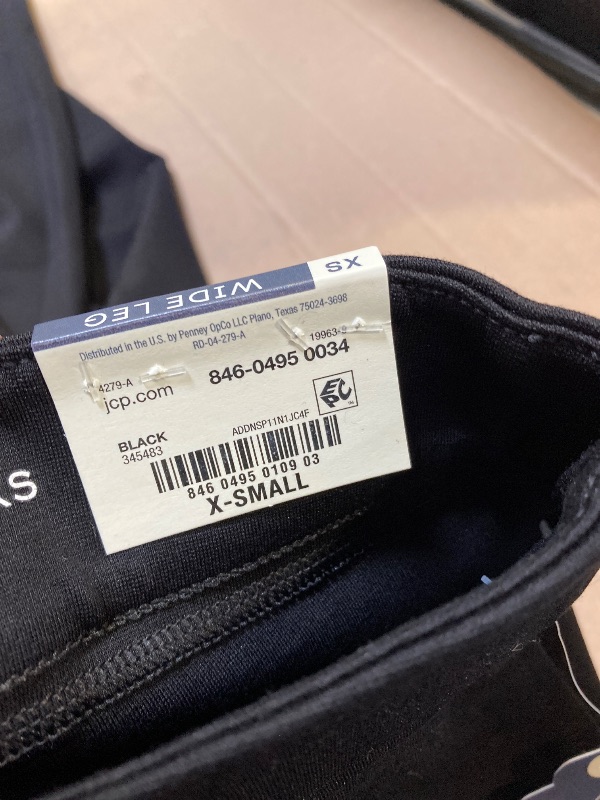 WIDE LEG XS
Distributed in the U.S. by Penney OpCo LLC Plano, Texas 75024-3698
RD-04-279-A
4279-A
19963-
jcp.com
846-0495 0034
EPC
BLACK
345483
ADDNSP11N1JC4F
846 0495 0109 03
X-SMALL